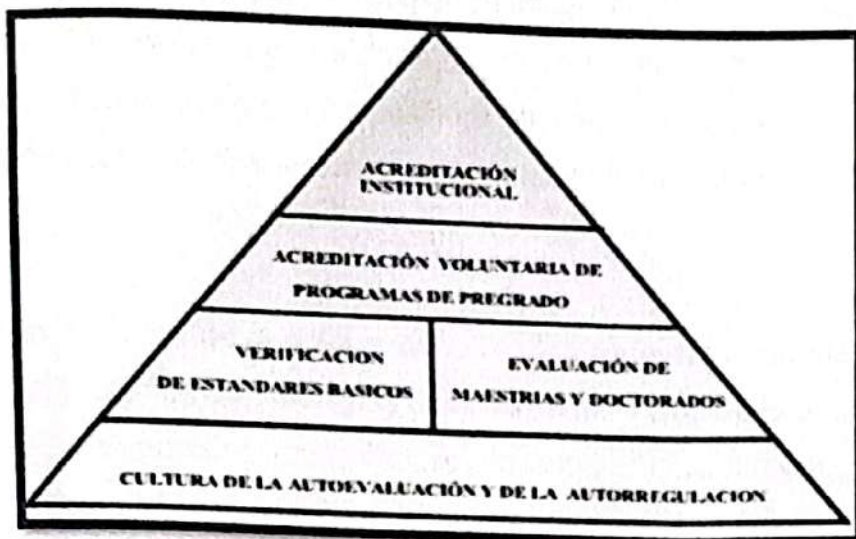 ACREDITACIÓN
INSTITUCIONAL
ACREDITACIÓN VOLUNTARIA DE
PROGRAMAS DE PREGRADO
VERIFICACION
DE ESTANDARES BASICOS
EVALUACIÓN DE
MAESTRIAS Y DOCTORADOS
CULTURA DE LA AUTOEVALUACIÓN Y DE LA AUTORREGULACION